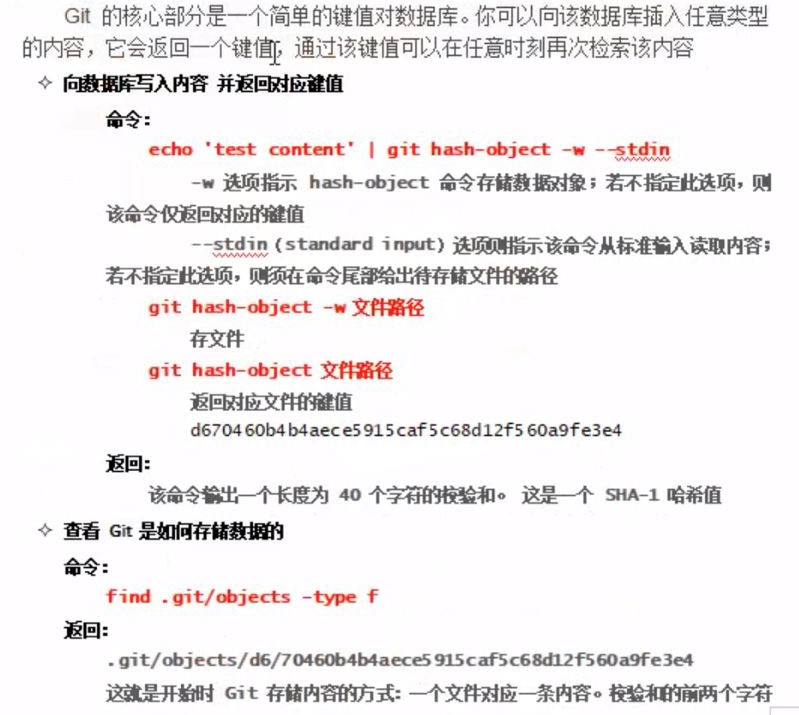 Git 的核心部分是一个简单的键值对数据库。你可以向该数据库插入任意类型
的内容，它会返回一个键值，通过该键值可以在任意时刻再次检索该内容
✧ 向数据库写入内容 并返回对应键值
命令：
echo 'test content' | git hash-object -w --stdin
-w 选项指示 hash-object 命令存储数据对象；若不指定此选项，则
该命令仅返回对应的键值
--stdin（standard input）选项则指示该命令从标准输入读取内容；
若不指定此选项，则须在命令尾部给出待存储文件的路径
git hash-object -w 文件路径
存文件
git hash-object 文件路径
返回对应文件的键值
d670460b4b4aece5915caf5c68d12f560a9fe3e4
返回：
该命令输出一个长度为 40 个字符的校验和。 这是一个 SHA-1 哈希值
✧ 查看 Git 是如何存储数据的
命令：
find .git/objects -type f
返回：
.git/objects/d6/70460b4b4aece5915caf5c68d12f560a9fe3e4
这就是开始时 Git 存储内容的方式：一个文件对应一条内容。校验和的前两个字符